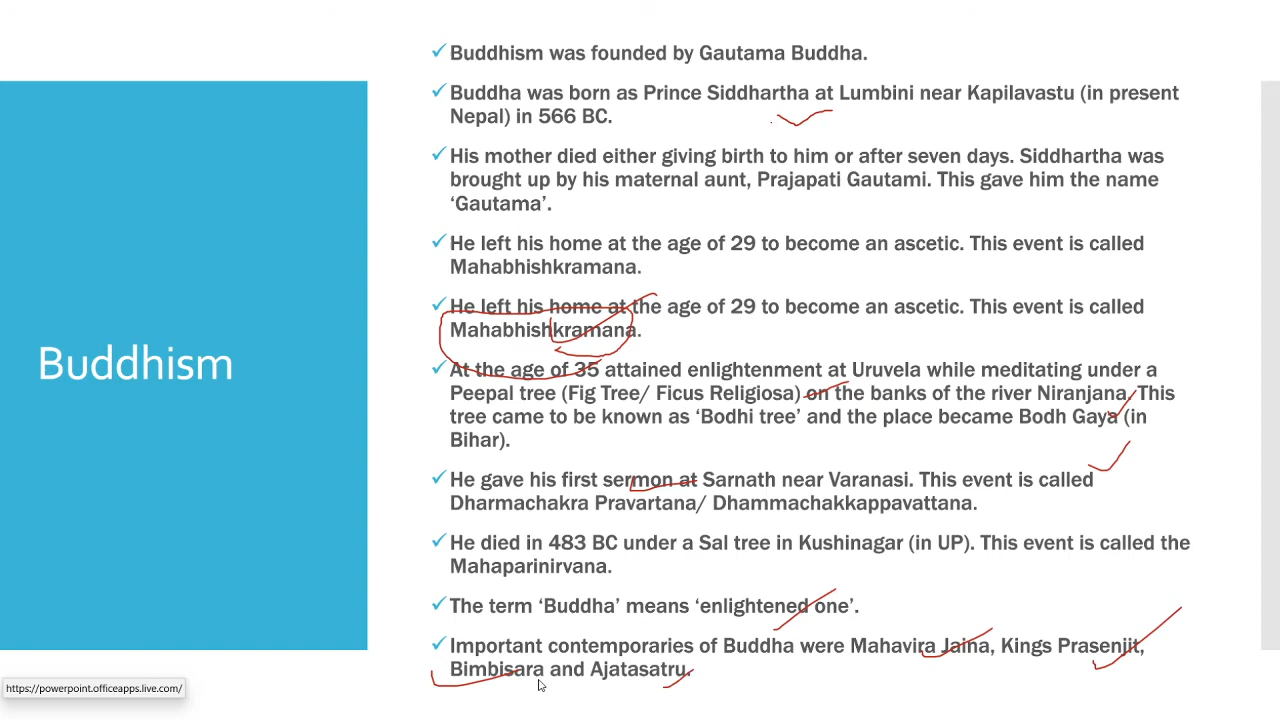 Buddhism
✓ Buddhism was founded by Gautama Buddha.
✓ Buddha was born as Prince Siddhartha at Lumbini near Kapilavastu (in present
Nepal) in 566 BC.
✓ His mother died either giving birth to him or after seven days. Siddhartha was
brought up by his maternal aunt, Prajapati Gautami. This gave him the name
‘Gautama’.
✓ He left his home at the age of 29 to become an ascetic. This event is called
Mahabhishkramana.
✓ He left his home at the age of 29 to become an ascetic. This event is called
Mahabhishkramana.
✓ At the age of 35 attained enlightenment at Uruvela while meditating under a
Peepal tree (Fig Tree/ Ficus Religiosa) on the banks of the river Niranjana. This
tree came to be known as ‘Bodhi tree’ and the place became Bodh Gaya (in
Bihar).
✓ He gave his first sermon at Sarnath near Varanasi. This event is called
Dharmachakra Pravartana/ Dhammachakkappavattana.
✓ He died in 483 BC under a Sal tree in Kushinagar (in UP). This event is called the
Mahaparinirvana.
✓ The term ‘Buddha’ means ‘enlightened one’.
✓ Important contemporaries of Buddha were Mahavira Jaina, Kings Prasenjit,
Bimbisara and Ajatasatru.
https://powerpoint.officeapps.live.com/